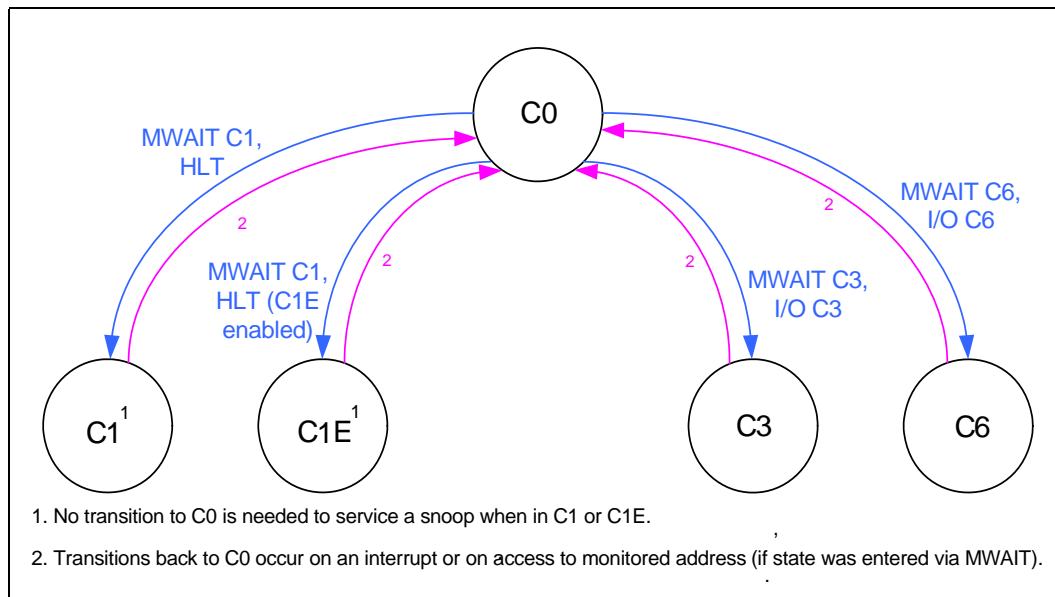 C0
MWAIT C1,
HLT
2
MWAIT C1,
HLT (C1E
enabled)
2
2
MWAIT C3,
I/O C3
2
MWAIT C6,
I/O C6
C1 1
C1E 1
C3
C6
1. No transition to C0 is needed to service a snoop when in C1 or C1E.
,
2. Transitions back to C0 occur on an interrupt or on access to monitored address (if state was entered via MWAIT).
.